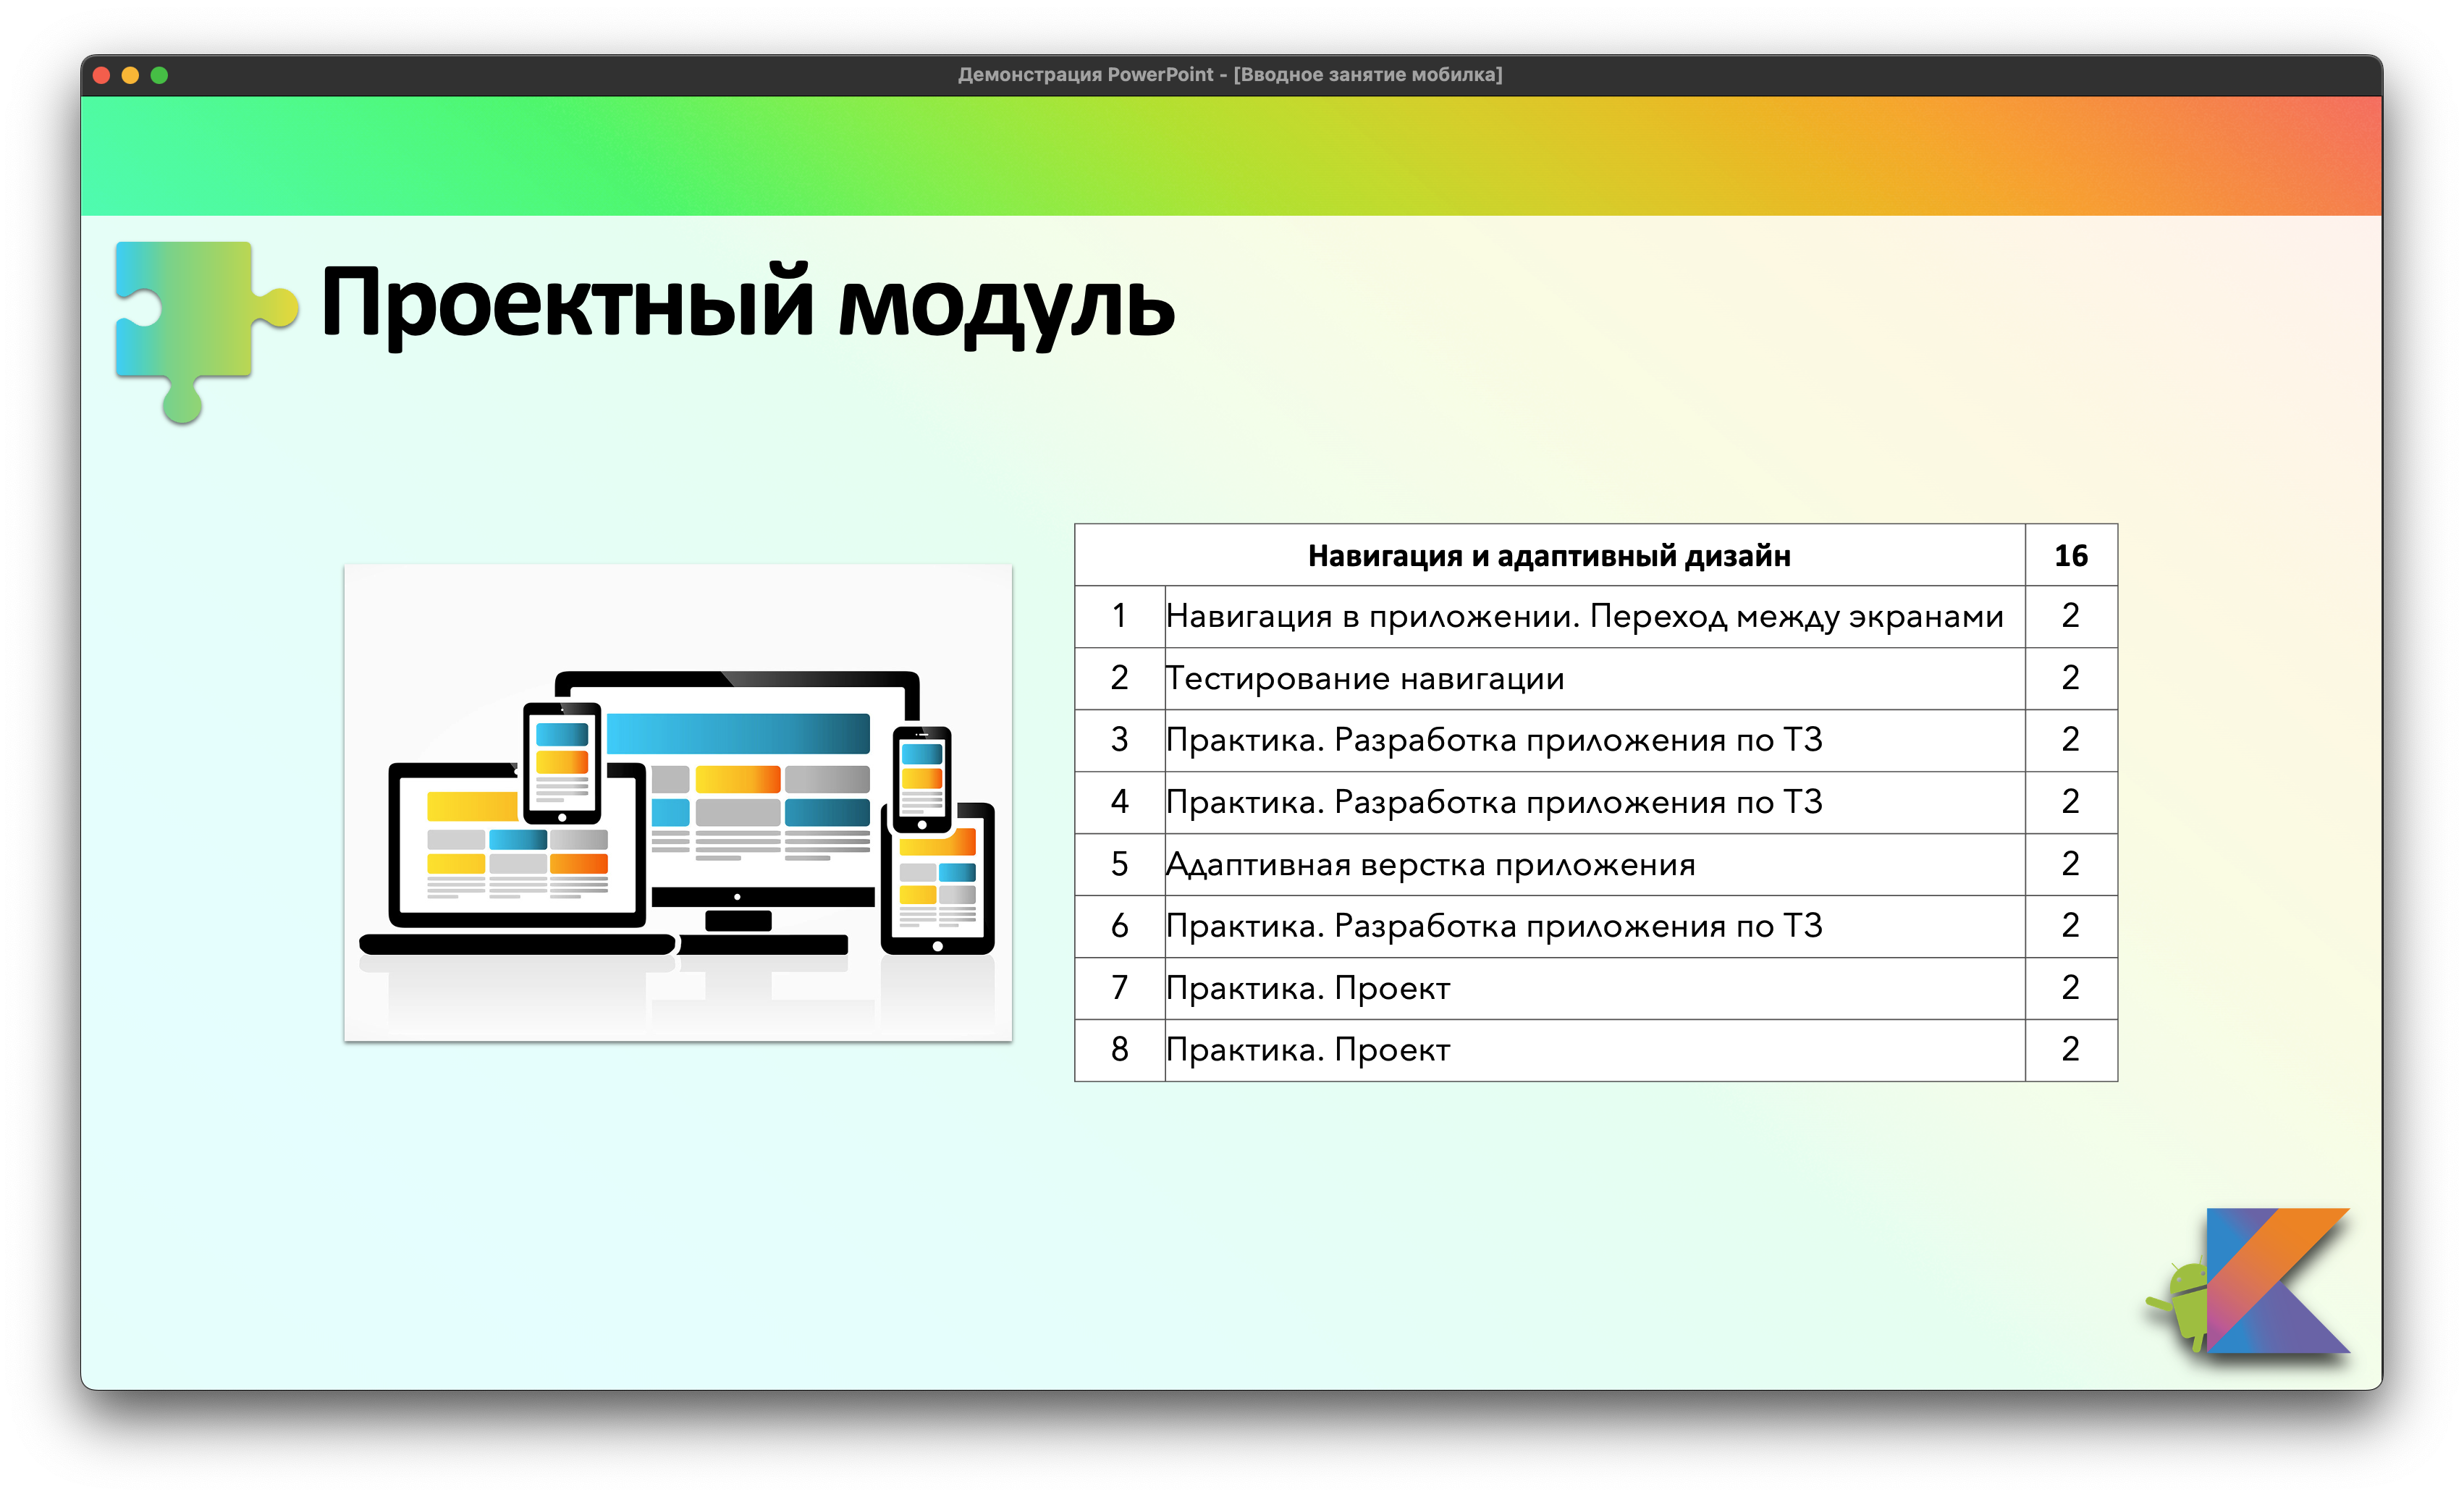 Демонстрация PowerPoint - [Вводное занятие мобилка]
Проектный модуль
Навигация и адаптивный дизайн 16
1 Навигация в приложении. Переход между экранами 2
2 Тестирование навигации 2
3 Практика. Разработка приложения по ТЗ 2
4 Практика. Разработка приложения по ТЗ 2
5 Адаптивная верстка приложения 2
6 Практика. Разработка приложения по ТЗ 2
7 Практика. Проект 2
8 Практика. Проект 2